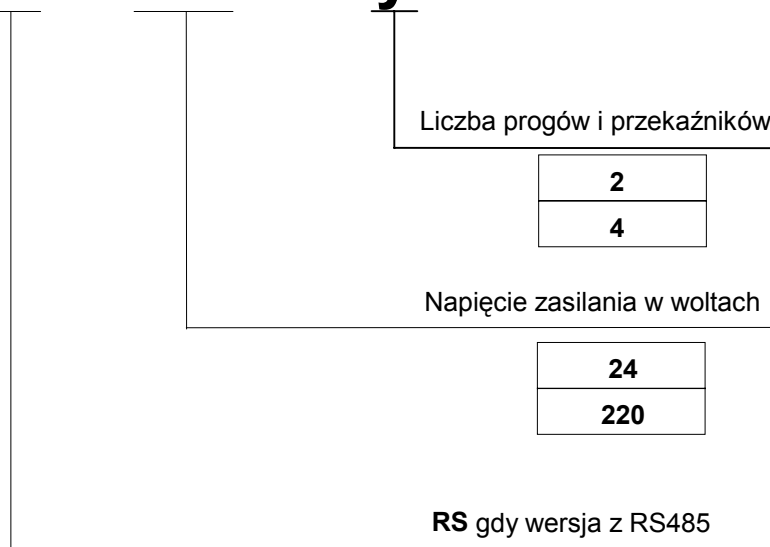 Liczba progów i przekaźników
2
4
Napięcie zasilania w woltach
24
220
RS gdy wersja z RS485